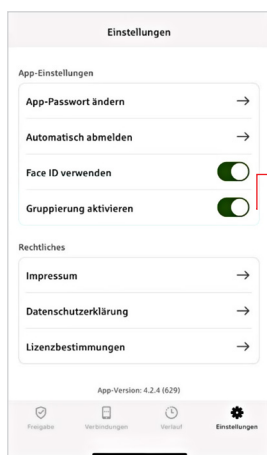 Einstellungen
App-Einstellungen
App-Passwort ändern
Automatisch abmelden
Face ID verwenden
Gruppierung aktivieren
Rechtliches
Impressum
Datenschutzerklärung
Lizenzbestimmungen
App-Version: 4.2.4 (629)
Freigabe Verbindungen Verlauf Einstellungen